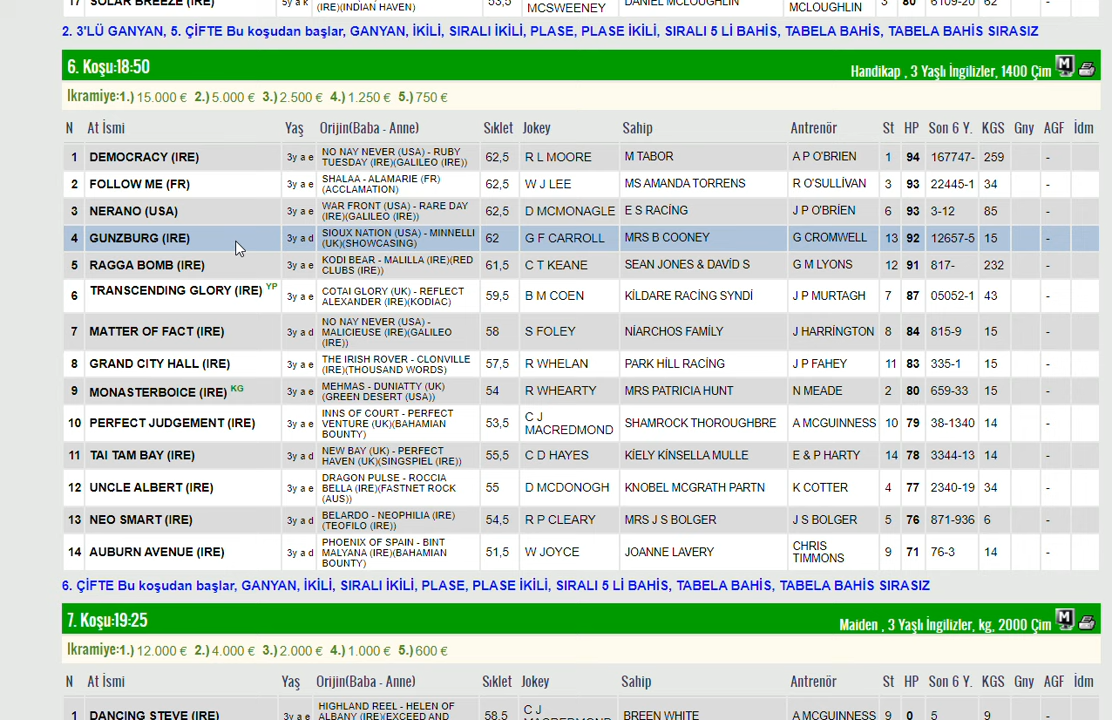 17 SOLAR BREEZE (IRE) 5y a k (IRE)(INDIAN HAVEN) 53,5 MCSWEENEY DANIEL MCLOUGHLIN MCLOUGHLIN 3 80 6109-20 62 -
2. 3'LÜ GANYAN, 5. ÇİFTE Bu koşudan başlar, GANYAN, İKİLİ, SIRALI İKİLİ, PLASE, PLASE İKİLİ, SIRALI 5 Lİ BAHİS, TABELA BAHİS, TABELA BAHİS SIRASIZ
6. Koşu:18:50 Handikap , 3 Yaşlı İngilizler, 1400 Çim
İkramiye:1.) 15.000 € 2.) 5.000 € 3.) 2.500 € 4.) 1.250 € 5.) 750 €
N At İsmi Yaş Orijin(Baba - Anne) Sıklet Jokey Sahip Antrenör St HP Son 6 Y. KGS Gny AGF İdm
1 DEMOCRACY (IRE) 3y a e NO NAY NEVER (USA) - RUBY TUESDAY (IRE)(GALILEO (IRE)) 62,5 R L MOORE M TABOR A P O'BRIEN 1 94 167747- 259 -
2 FOLLOW ME (FR) 3y a e SHALAA - ALAMARIE (FR) (ACCLAMATION) 62,5 W J LEE MS AMANDA TORRENS R O'SULLİVAN 3 93 22445-1 34 -
3 NERANO (USA) 3y a e WAR FRONT (USA) - RARE DAY (IRE)(GALILEO (IRE)) 62,5 D MCMONAGLE E S RACİNG J P O'BRİEN 6 93 3-12 85 -
4 GUNZBURG (IRE) 3y a d SIOUX NATION (USA) - MINNELLI (UK)(SHOWCASING) 62 G F CARROLL MRS B COONEY G CROMWELL 13 92 12657-5 15 -
5 RAGGA BOMB (IRE) 3y a e KODI BEAR - MALILLA (IRE)(RED CLUBS (IRE)) 61,5 C T KEANE SEAN JONES & DAVİD S G M LYONS 12 91 817- 232 -
6 TRANSCENDING GLORY (IRE) YP 3y a e COTAI GLORY (UK) - REFLECT ALEXANDER (IRE)(KODIAC) 59,5 B M COEN KİLDARE RACİNG SYNDİ J P MURTAGH 7 87 05052-1 43 -
7 MATTER OF FACT (IRE) 3y a d NO NAY NEVER (USA) - MALICIEUSE (IRE)(GALILEO (IRE)) 58 S FOLEY NİARCHOS FAMİLY J HARRİNGTON 8 84 815-9 15 -
8 GRAND CITY HALL (IRE) 3y a e THE IRISH ROVER - CLONVILLE (IRE)(THOUSAND WORDS) 57,5 R WHELAN PARK HİLL RACİNG J P FAHEY 11 83 335-1 15 -
9 MONASTERBOICE (IRE) KG 3y a e MEHMAS - DUNIATTY (UK) (GREEN DESERT (USA)) 54 R WHEARTY MRS PATRICIA HUNT N MEADE 2 80 659-33 15 -
10 PERFECT JUDGEMENT (IRE) 3y a e INNS OF COURT - PERFECT VENTURE (UK)(BAHAMIAN BOUNTY) 53,5 C J MACREDMOND SHAMROCK THOROUGHBRE A MCGUINNESS 10 79 38-1340 14 -
11 TAI TAM BAY (IRE) 3y a d NEW BAY (UK) - PERFECT HAVEN (UK)(SINGSPIEL (IRE)) 55,5 C D HAYES KİELY KİNSELLA MULLE E & P HARTY 14 78 3344-13 14 -
12 UNCLE ALBERT (IRE) 3y a e DRAGON PULSE - ROCCIA BELLA (IRE)(FASTNET ROCK (AUS)) 55 D MCDONOGH KNOBEL MCGRATH PARTN K COTTER 4 77 2340-19 34 -
13 NEO SMART (IRE) 3y a d BELARDO - NEOPHILIA (IRE) (TEOFILO (IRE)) 54,5 R P CLEARY MRS J S BOLGER J S BOLGER 5 76 871-936 6 -
14 AUBURN AVENUE (IRE) 3y a d PHOENIX OF SPAIN - BINT MALYANA (IRE)(BAHAMIAN BOUNTY) 51,5 W JOYCE JOANNE LAVERY CHRIS TIMMONS 9 71 76-3 14 -
6. ÇİFTE Bu koşudan başlar, GANYAN, İKİLİ, SIRALI İKİLİ, PLASE, PLASE İKİLİ, SIRALI 5 Lİ BAHİS, TABELA BAHİS, TABELA BAHİS SIRASIZ
7. Koşu:19:25 Maiden , 3 Yaşlı İngilizler, kg, 2000 Çim
İkramiye:1.) 12.000 € 2.) 4.000 € 3.) 2.000 € 4.) 1.000 € 5.) 600 €
N At İsmi Yaş Orijin(Baba - Anne) Sıklet Jokey Sahip Antrenör St HP Son 6 Y. KGS Gny AGF İdm
1 DANCING STEVE (IRE) 3y a e HIGHLAND REEL - HELEN OF ALBANY (IRE)(EXCEED AND 58,5 C J MACREDMOND BREEN WHITE A MCGUINNESS 9 0 5 9 -